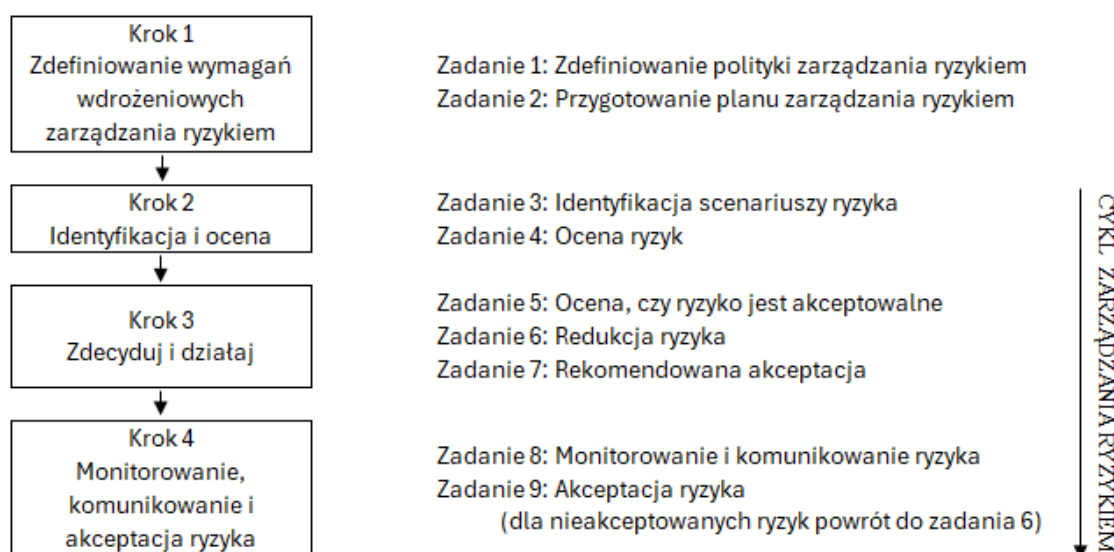 Krok 1
Zdefiniowanie wymagań
wdrożeniowych
zarządzania ryzykiem
Zadanie 1: Zdefiniowanie polityki zarządzania ryzykiem
Zadanie 2: Przygotowanie planu zarządzania ryzykiem
Krok 2
Identyfikacja i ocena
Zadanie 3: Identyfikacja scenariuszy ryzyka
Zadanie 4: Ocena ryzyk
Krok 3
Zdecyduj i działaj
Zadanie 5: Ocena, czy ryzyko jest akceptowalne
Zadanie 6: Redukcja ryzyka
Zadanie 7: Rekomendowana akceptacja
Krok 4
Monitorowanie,
komunikowanie i
akceptacja ryzyka
Zadanie 8: Monitorowanie i komunikowanie ryzyka
Zadanie 9: Akceptacja ryzyka
(dla nieakceptowanych ryzyk powrót do zadania 6)
CYKL ZARZĄDZANIA RYZYKIEM